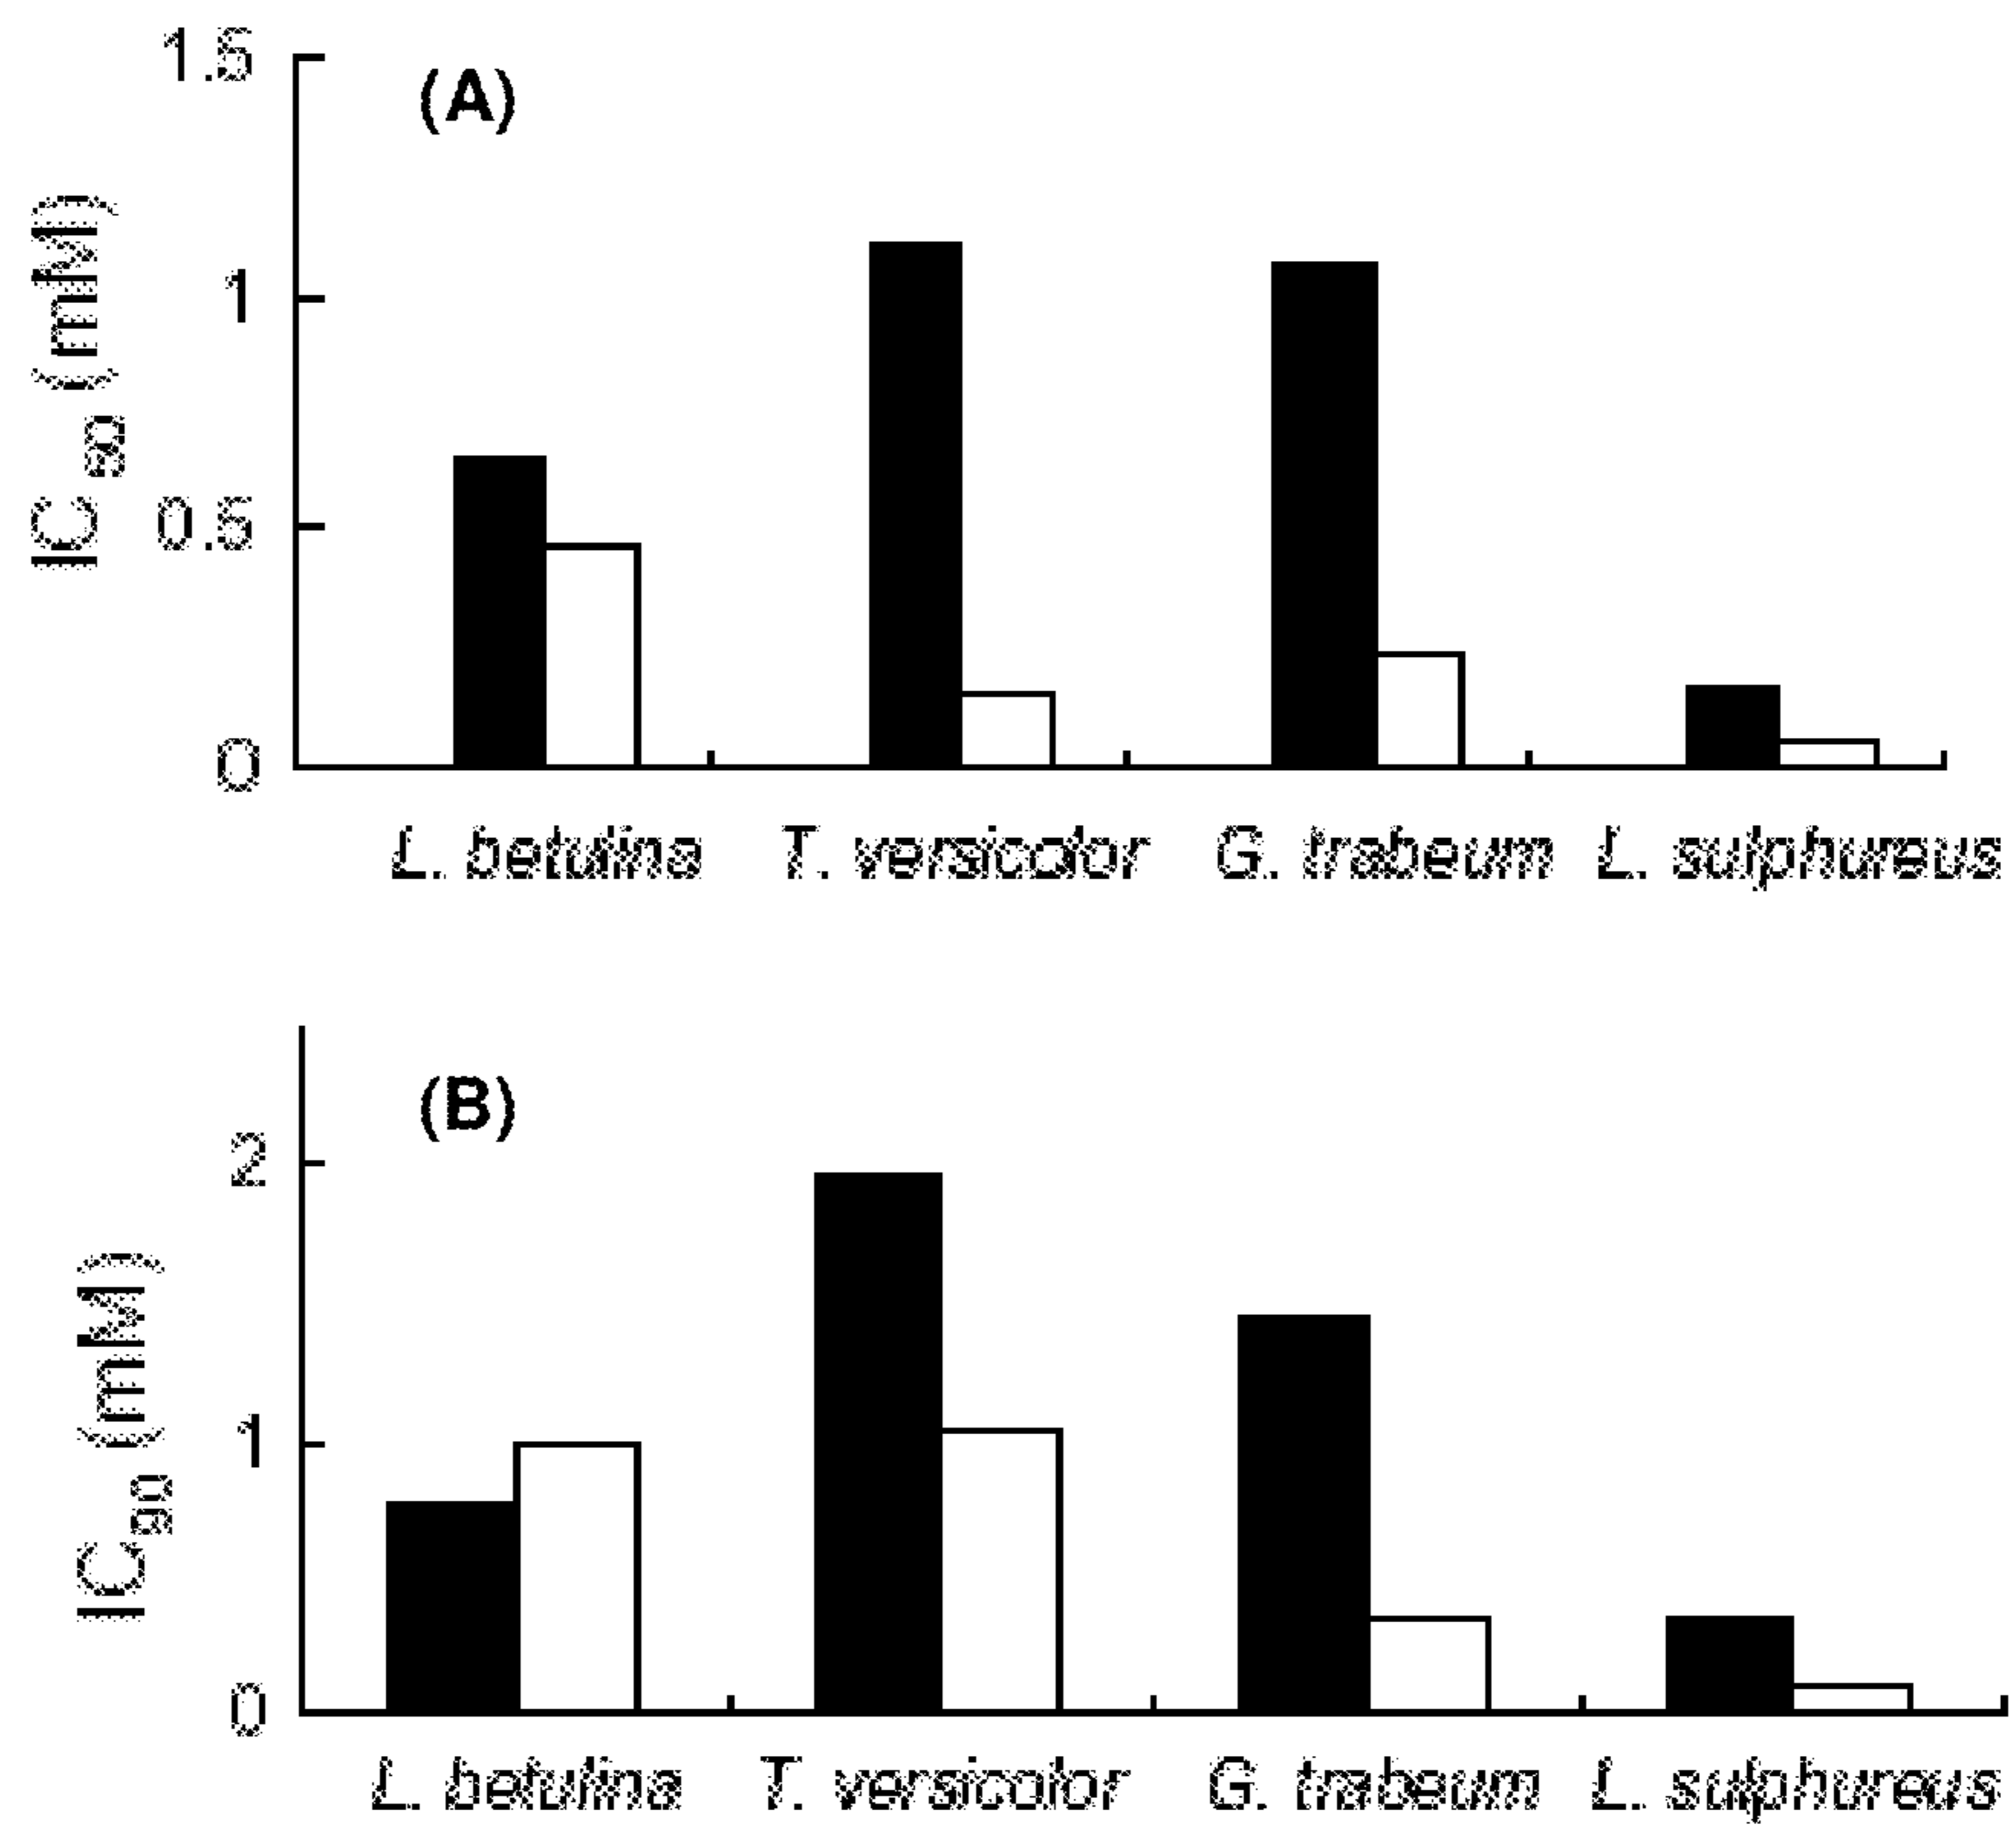 (A)
IC50 (mM)
1.5
1
0.5
0
L. betulina T. versicolor G. trabeum L. sulphureus
(B)
IC90 (mM)
2
1
0
L. betulina T. versicolor G. trabeum L. sulphureus